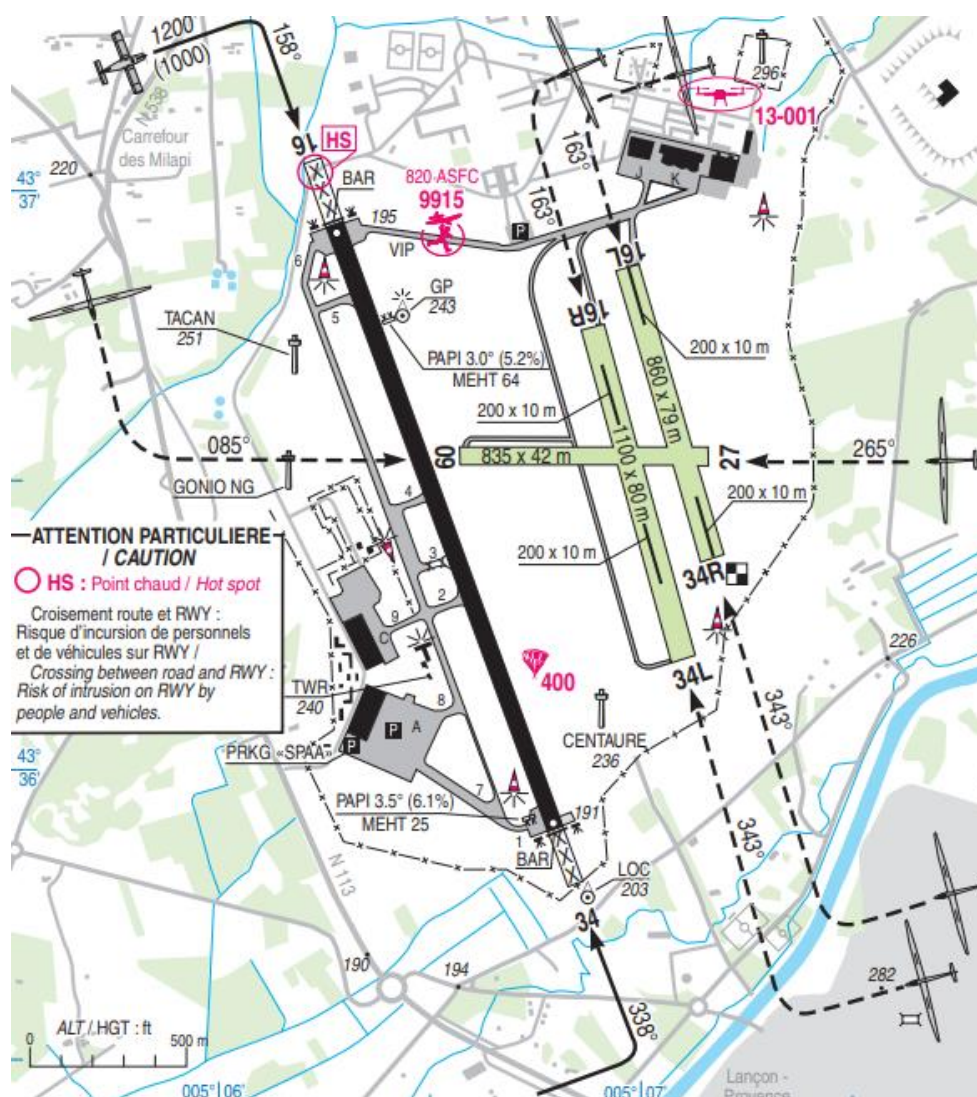 1200
(1000)
158°
N 538
Carrefour
des Milapi
220
43°
37'
16
HS
BAR
195
820 ASFC
9915
VIP
P
296
13-001
J
K
163°
163°
16L
16R
6
5
GP
243
TACAN
251
PAPI 3.0° (5.2%)
MEHT 64
200 x 10 m
200 x 10 m
860 x 79 m
1100 x 80 m
085°
09
835 x 42 m
27
265°
GONIO NG
4
200 x 10 m
200 x 10 m
ATTENTION PARTICULIERE
/ CAUTION
HS : Point chaud / Hot spot
Croisement route et RWY :
Risque d'incursion de personnels
et de véhicules sur RWY /
Crossing between road and RWY :
Risk of intrusion on RWY by
people and vehicles.
3
2
9
C
34R
34L
226
400
TWR
240
8
P
A
PRKG «SPAA»
P
CENTAURE
236
343°
343°
43°
36'
7
PAPI 3.5° (6.1%)
MEHT 25
1
191
BAR
LOC
203
34
N 113
190
194
282
338°
ALT / HGT : ft
0
500 m
005° 06'
005° 07'
Lançon -
Provence